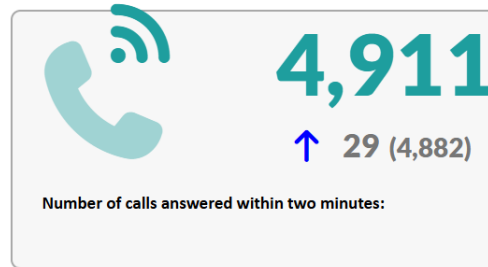 4,911
↑ 29 (4,882)
Number of calls answered within two minutes: